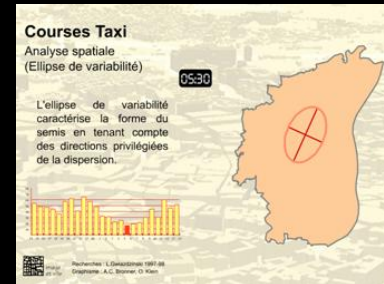 Courses Taxi
Analyse spatiale
(Ellipse de variabilité)
05:30
L'ellipse de variabilité
caractérise la forme du
semis en tenant compte
des directions privilégiées
de la dispersion.
Recherches : L.Gwiazdzinski 1997-98
Graphisme : A.C. Bronner, O. Klein